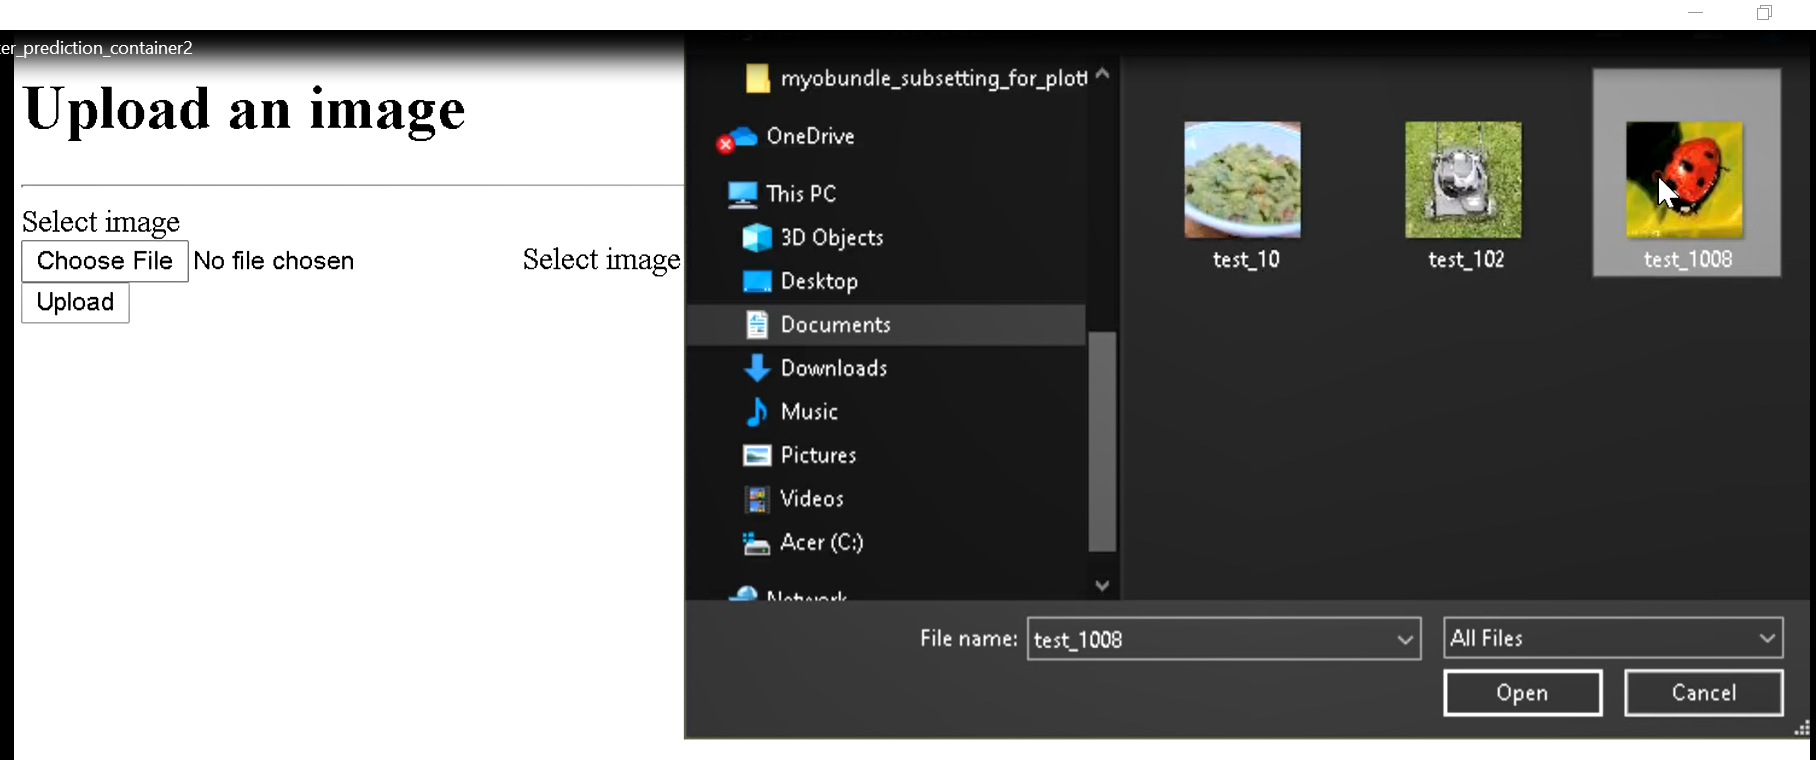 er_prediction_container2
Upload an image
Select image
Choose File No file chosen
Select image
Upload
myobundle_subsetting_for_plott
OneDrive
This PC
3D Objects
Desktop
Documents
Downloads
Music
Pictures
Videos
Acer (C:)
Network
test_10
test_102
test_1008
File name: test_1008
All Files
Open
Cancel